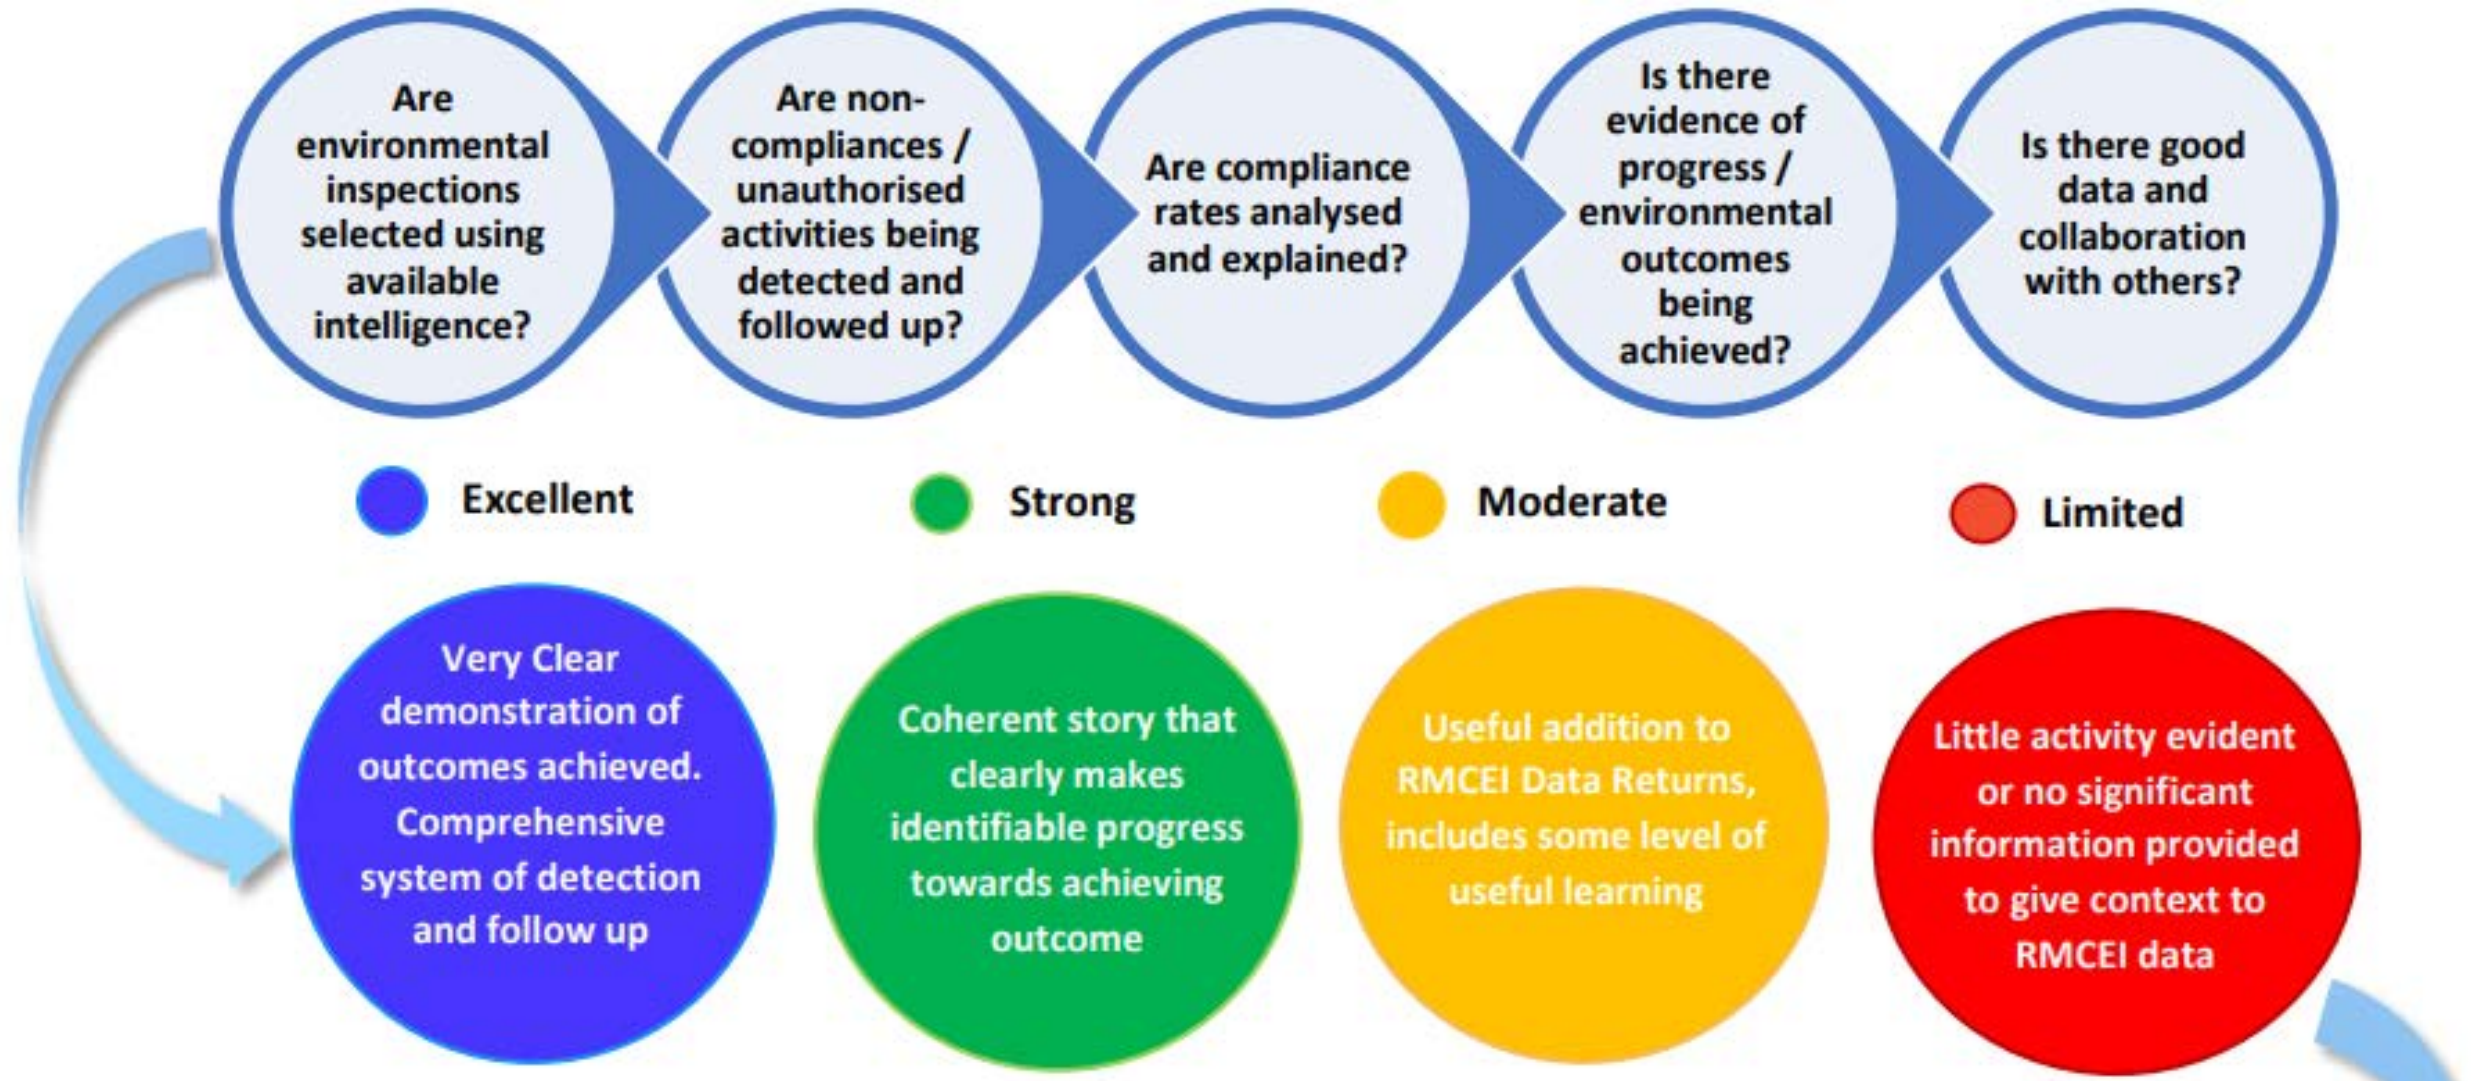 Are
environmental
inspections
selected using
available
intelligence?
Are non-
compliances /
unauthorised
activities being
detected and
followed up?
Are compliance
rates analysed
and explained?
Is there
evidence of
progress /
environmental
outcomes
being
achieved?
Is there good
data and
collaboration
with others?
Excellent
Strong
Moderate
Limited
Very Clear
demonstration of
outcomes achieved.
Comprehensive
system of detection
and follow up
Coherent story that
clearly makes
identifiable progress
towards achieving
outcome
Useful addition to
RMCEI Data Returns,
includes some level of
useful learning
Little activity evident
or no significant
information provided
to give context to
RMCEI data